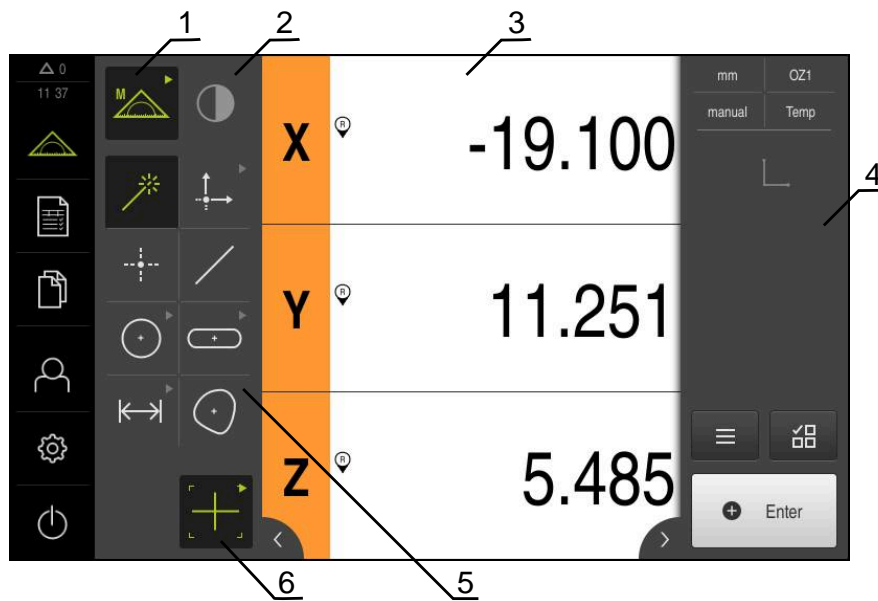 1 2 3
0
11 37
mm OZ1
manual Temp
M
X R -19.100
4
Y R 11.251
Z R 5.485
Enter
6 5